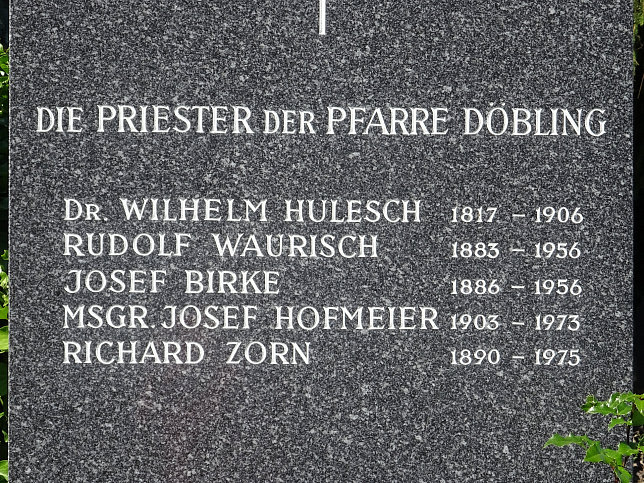 DIE PRIESTER DER PFARRE DÖBLING
DR. WILHELM HULESCH 1817 – 1906
RUDOLF WAURISCH 1883 – 1956
JOSEF BIRKE 1886 – 1956
MSGR. JOSEF HOFMEIER 1903 – 1973
RICHARD ZORN 1890 – 1975